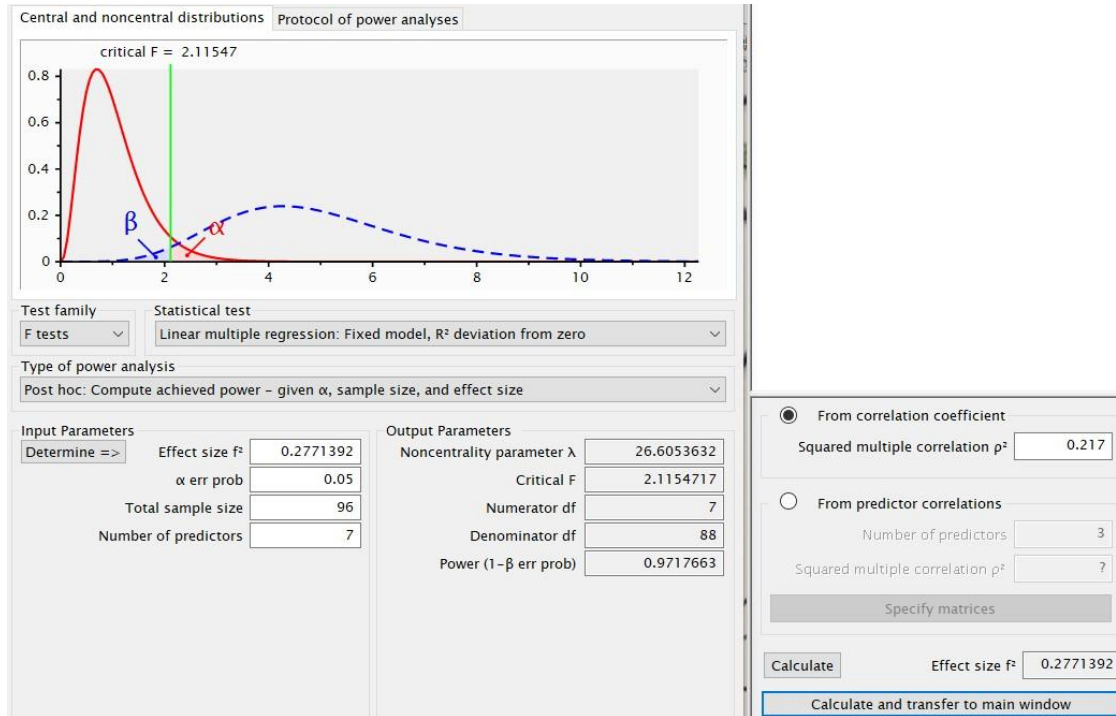 Central and noncentral distributions Protocol of power analyses
critical F = 2.11547
0.8
0.6
0.4
0.2
0
β
α
0 2 4 6 8 10 12
Test family Statistical test
F tests Linear multiple regression: Fixed model, R² deviation from zero
Type of power analysis
Post hoc: Compute achieved power – given α, sample size, and effect size
Input Parameters
Determine => Effect size f² 0.2771392
α err prob 0.05
Total sample size 96
Number of predictors 7
Output Parameters
Noncentrality parameter λ 26.6053632
Critical F 2.1154717
Numerator df 7
Denominator df 88
Power (1-β err prob) 0.9717663
From correlation coefficient
Squared multiple correlation ρ² 0.217
From predictor correlations
Number of predictors 3
Squared multiple correlation ρ² ?
Specify matrices
Calculate Effect size f² 0.2771392
Calculate and transfer to main window